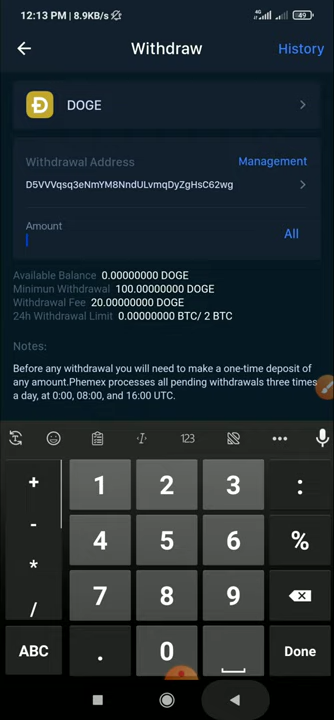 12:13 PM | 8.9KB/s 4G 49
Withdraw History
DOGE
Withdrawal Address Management
D5VVVqsq3eNmYM8NndULvmqDyZgHsC62wg
Amount
All
Available Balance 0.00000000 DOGE
Minimun Withdrawal 100.00000000 DOGE
Withdrawal Fee 20.00000000 DOGE
24h Withdrawal Limit 0.00000000 BTC/ 2 BTC
Notes:
Before any withdrawal you will need to make a one-time deposit of
any amount.Phemex processes all pending withdrawals three times
a day, at 0:00, 08:00, and 16:00 UTC.
123
+ 1 2 3 :
- 4 5 6 %
* 7 8 9
/
ABC . 0 Done